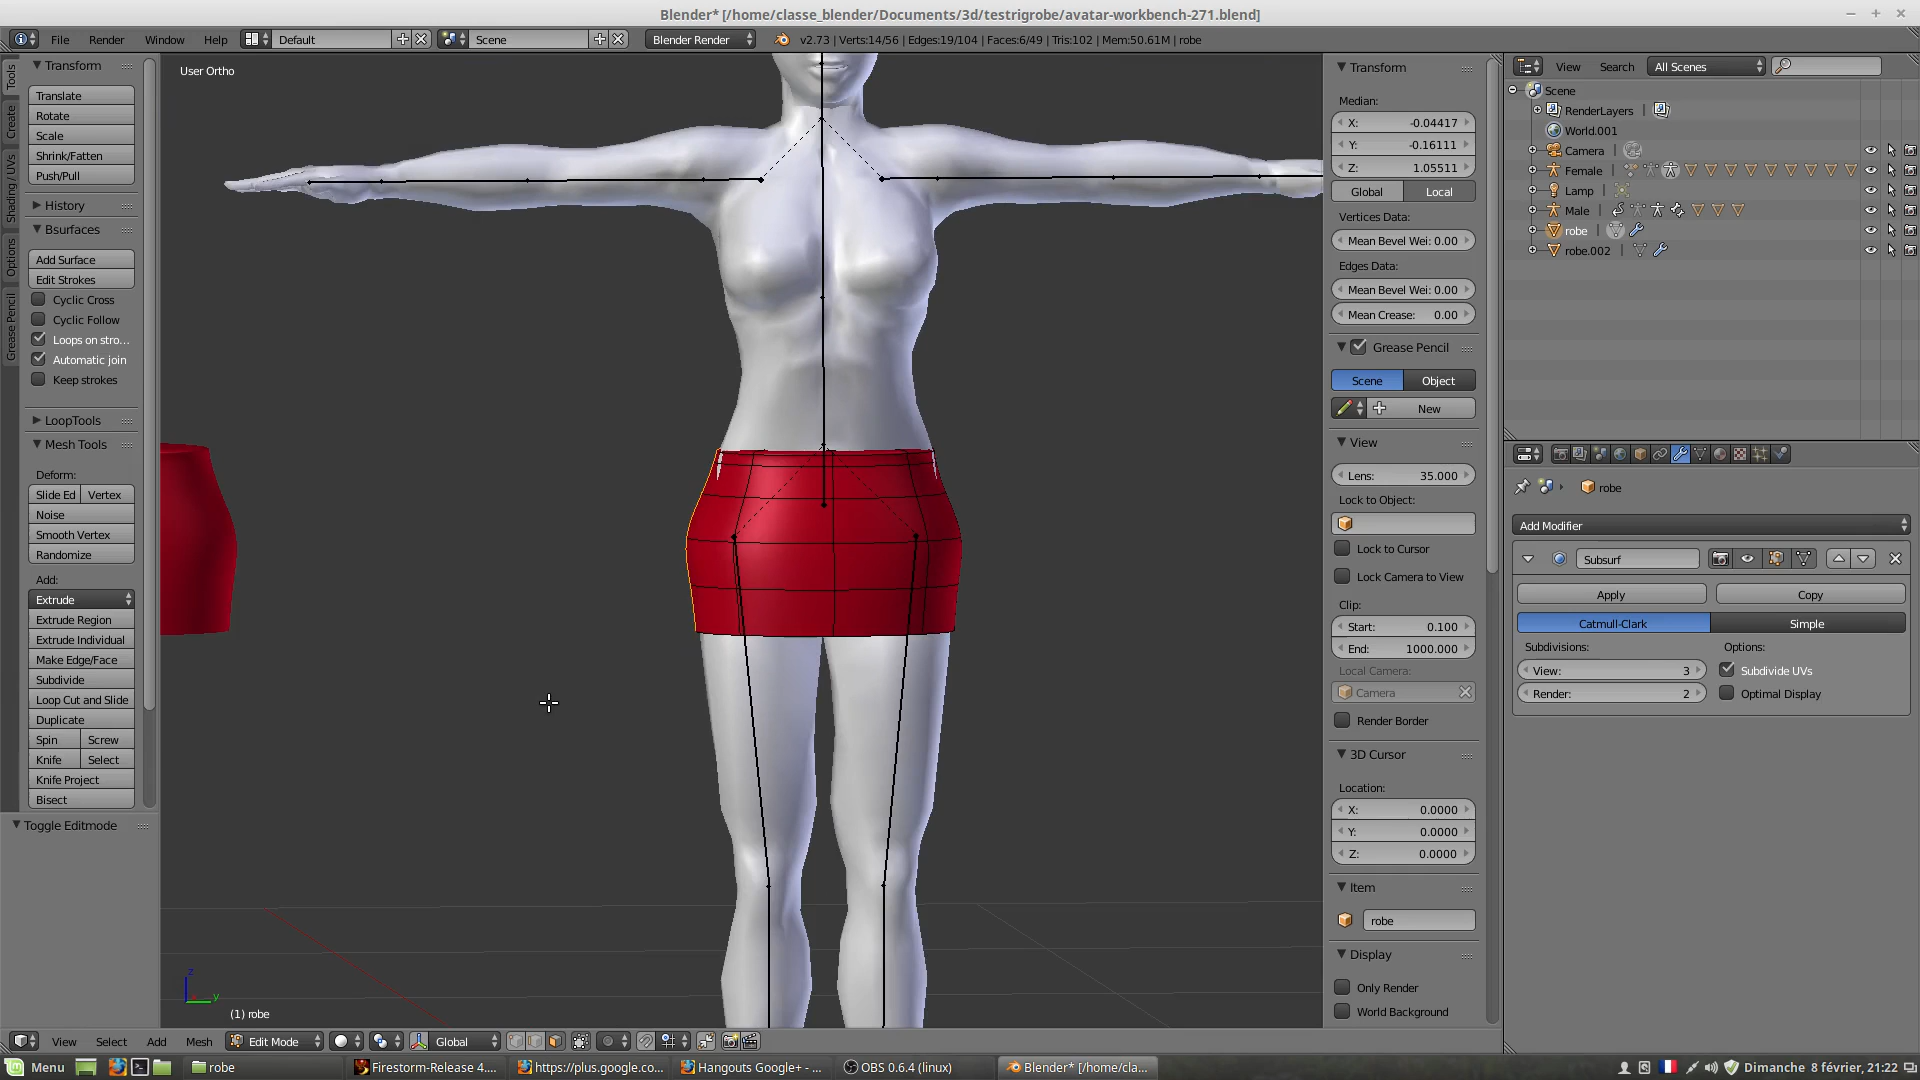 Blender* [/home/classe_blender/Documents/3d/testrigrobe/avatar-workbench-271.blend]
File Render Window Help Default Scene Blender Render v2.73 | Verts:14/56 | Edges:19/104 | Faces:6/49 | Tris:102 | Mem:50.61M | robe
Tools
Create
Shading / UVs
Options
Grease Pencil
Transform
Translate
Rotate
Scale
Shrink/Fatten
Push/Pull
History
Bsurfaces
Add Surface
Edit Strokes
Cyclic Cross
Cyclic Follow
Loops on stro...
Automatic join
Keep strokes
LoopTools
Mesh Tools
Deform:
Slide Ed Vertex
Noise
Smooth Vertex
Randomize
Add:
Extrude
Extrude Region
Extrude Individual
Make Edge/Face
Subdivide
Loop Cut and Slide
Duplicate
Spin Screw
Knife Select
Knife Project
Bisect
Toggle Editmode
User Ortho
z
y
(1) robe
Transform
Median:
X: -0.04417
Y: -0.16111
Z: 1.05511
Global Local
Vertices Data:
Mean Bevel Wei: 0.00
Edges Data:
Mean Bevel Wei: 0.00
Mean Crease: 0.00
Grease Pencil
Scene Object
New
View
Lens: 35.000
Lock to Object:
Lock to Cursor
Lock Camera to View
Clip:
Start: 0.100
End: 1000.000
Local Camera:
Camera
Render Border
3D Cursor
Location:
X: 0.0000
Y: 0.0000
Z: 0.0000
Item
robe
Display
Only Render
World Background
View Search All Scenes
Scene
RenderLayers
World.001
Camera
Female
Lamp
Male
robe
robe.002
robe
Add Modifier
Subsurf
Apply Copy
Catmull-Clark Simple
Subdivisions: Options:
View: 3 Subdivide UVs
Render: 2 Optimal Display
View Select Add Mesh Edit Mode Global
Menu robe Firestorm-Release 4.... https://plus.google.co... Hangouts Google+ - ... OBS 0.6.4 (linux) Blender* [/home/cla... Dimanche 8 février, 21:22